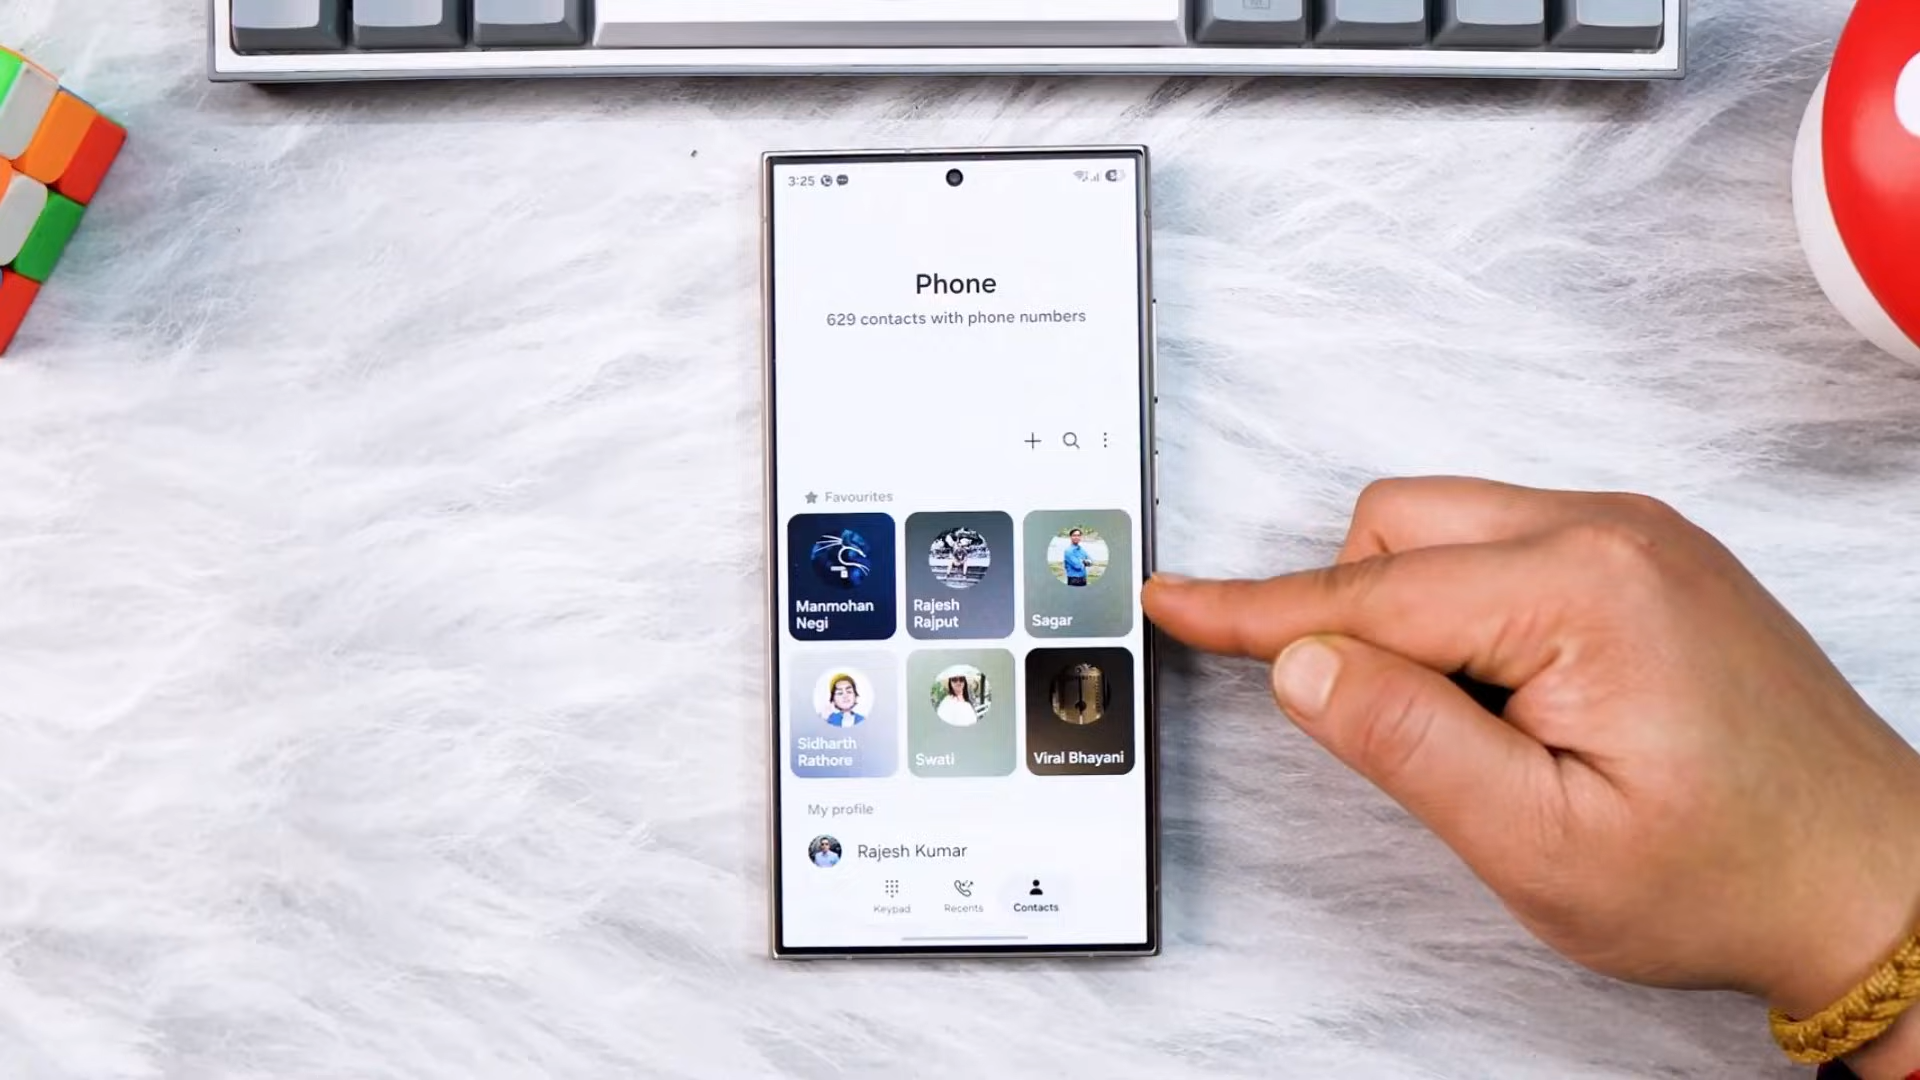 3:25
Phone
629 contacts with phone numbers
Favourites
Manmohan
Negi
Rajesh
Rajput
Sagar
Sidharth
Rathore
Swati
Viral Bhayani
My profile
Rajesh Kumar
Keypad
Recents
Contacts